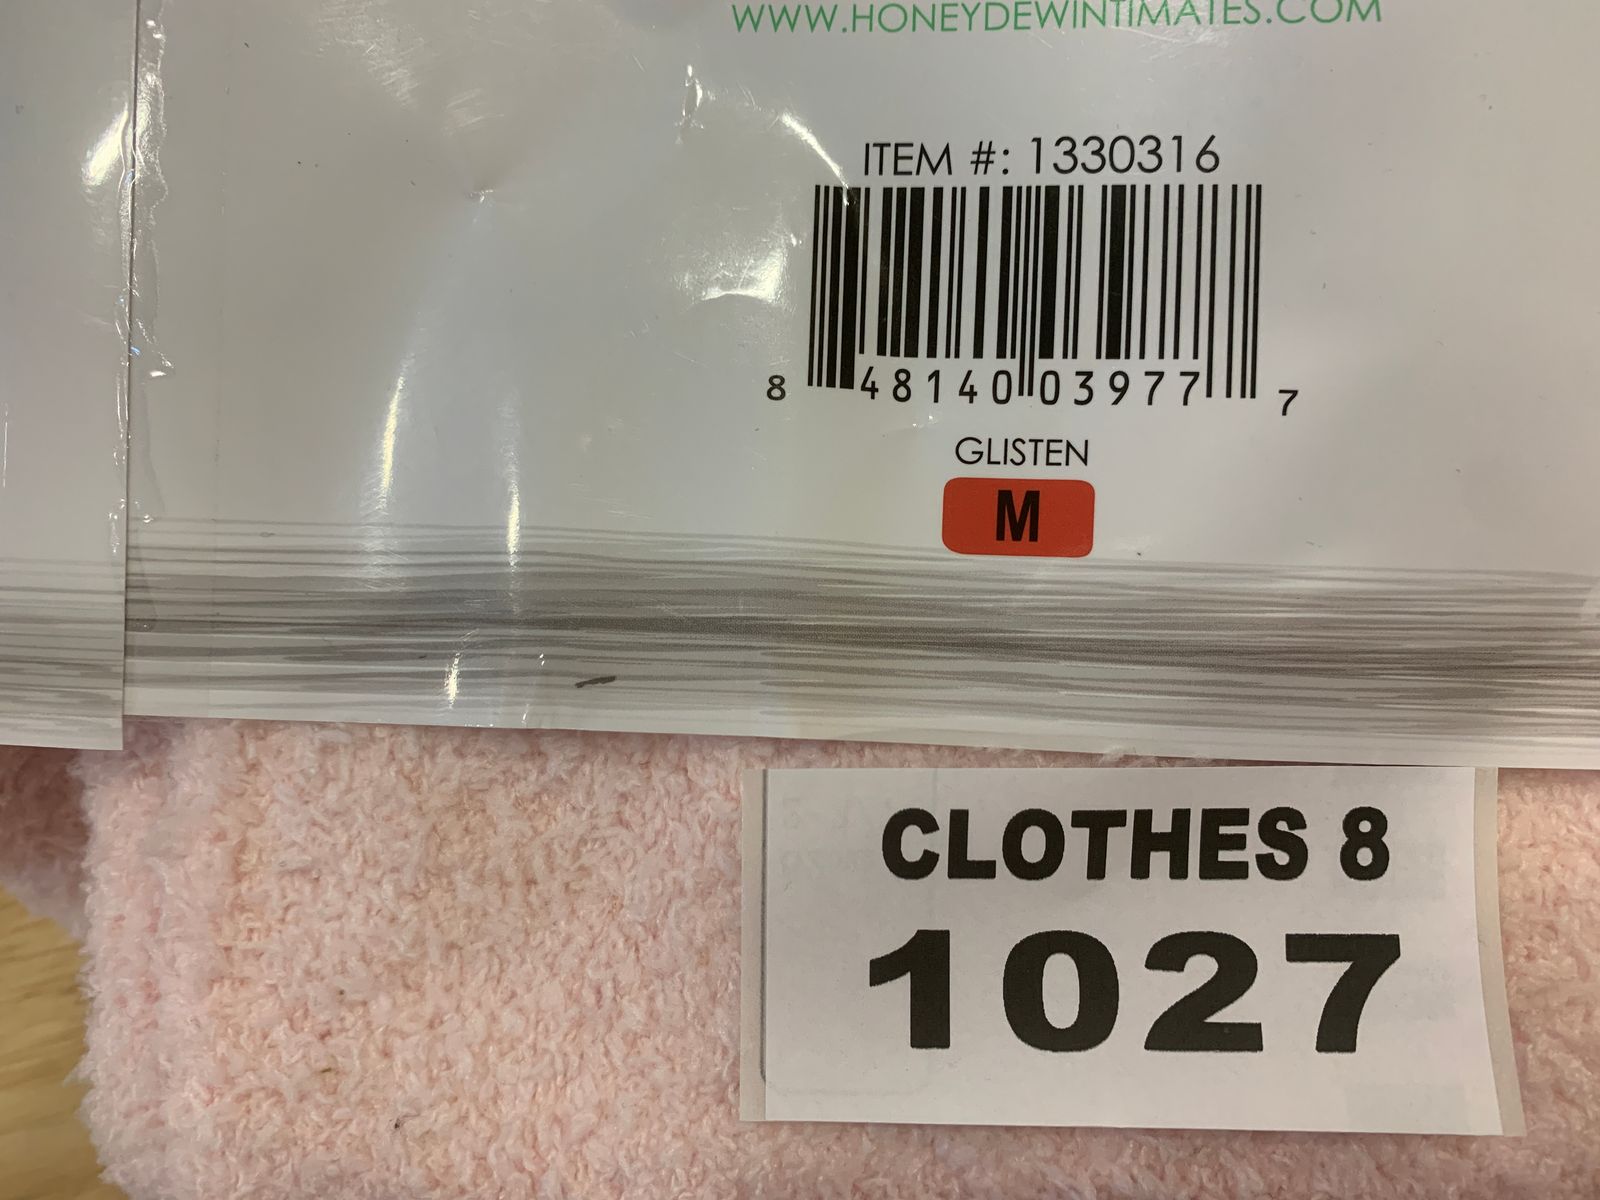 WWW.HONEYDEWINTIMATES.COM
ITEM #: 1330316
8 48140 03977 7
GLISTEN
M
CLOTHES 8
1027